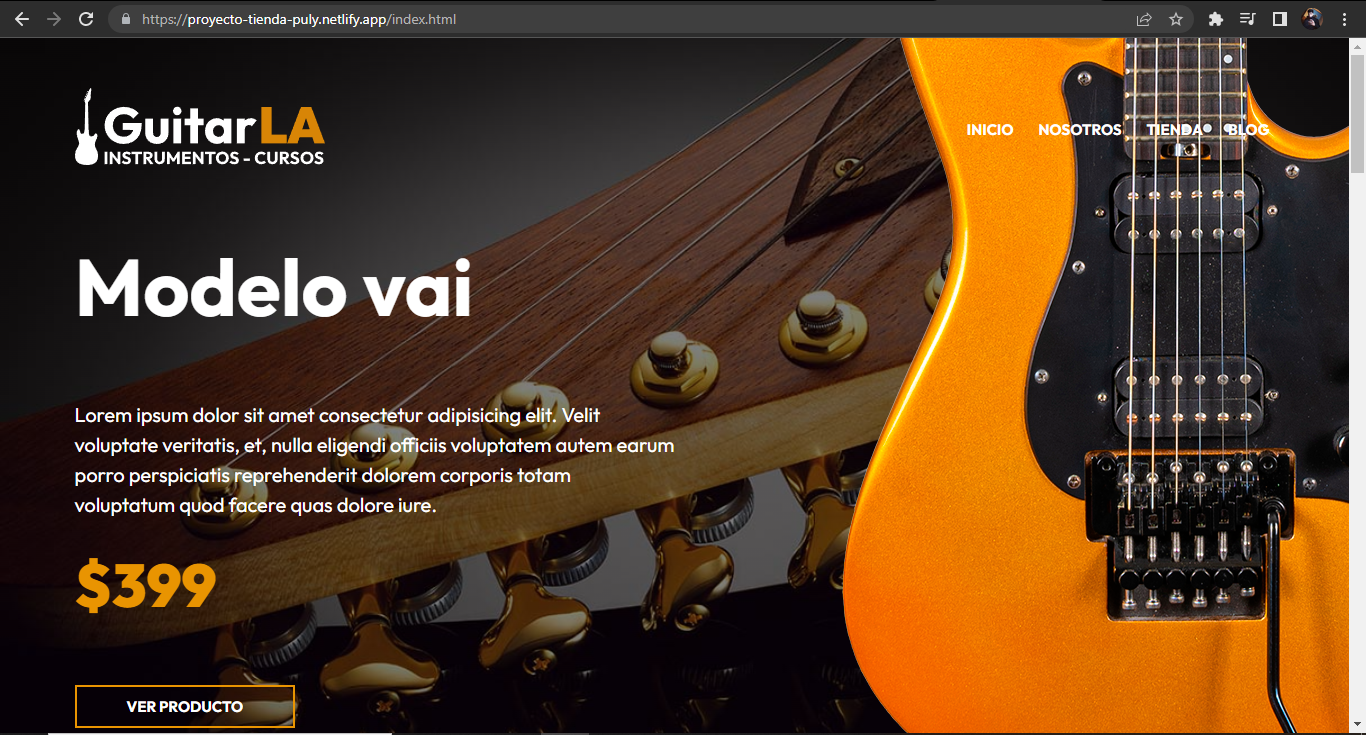 https://proyecto-tienda-puly.netlify.app/index.html
GuitarLA
INSTRUMENTOS - CURSOS
INICIO NOSOTROS TIENDA BLOG
Modelo vai
Lorem ipsum dolor sit amet consectetur adipisicing elit. Velit
voluptate veritatis, et, nulla eligendi officiis voluptatem autem earum
porro perspiciatis reprehenderit dolorem corporis totam
voluptatum quod facere quas dolore iure.
$399
VER PRODUCTO